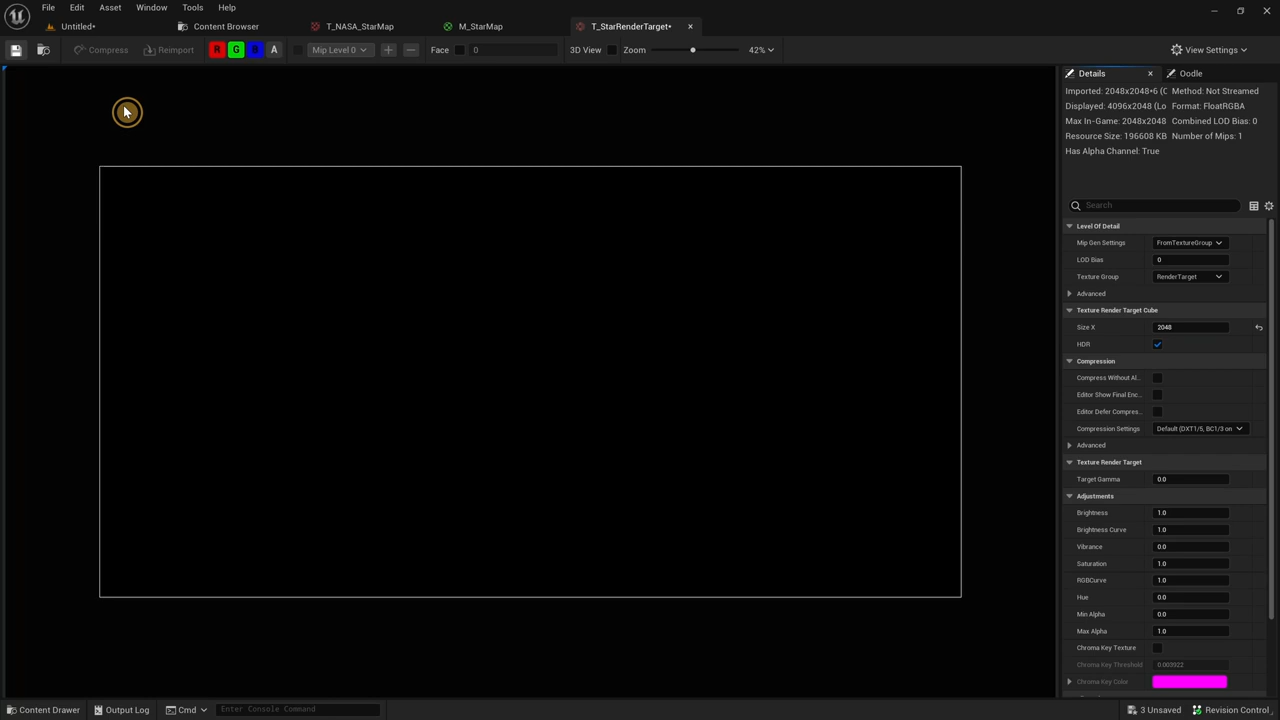 File Edit Asset Window Tools Help
Untitled* Content Browser T_NASA_StarMap M_StarMap T_StarRenderTarget*
Compress Reimport R G B A Mip Level 0 Face 0 3D View Zoom 42% View Settings
Details Oodle
Imported: 2048x2048*6 (C Method: Not Streamed
Displayed: 4096x2048 (Lo Format: FloatRGBA
Max In-Game: 2048x2048 Combined LOD Bias: 0
Resource Size: 196608 KB Number of Mips: 1
Has Alpha Channel: True
Search
Level Of Detail
Mip Gen Settings FromTextureGroup
LOD Bias 0
Texture Group RenderTarget
Advanced
Texture Render Target Cube
Size X 2048
HDR
Compression
Compress Without Al...
Editor Show Final Enc...
Editor Defer Compres...
Compression Settings Default (DXT1/5, BC1/3 on
Advanced
Texture Render Target
Target Gamma 0.0
Adjustments
Brightness 1.0
Brightness Curve 1.0
Vibrance 0.0
Saturation 1.0
RGBCurve 1.0
Hue 0.0
Min Alpha 0.0
Max Alpha 1.0
Chroma Key Texture
Chroma Key Threshold 0.003922
Chroma Key Color
Content Drawer Output Log Cmd Enter Console Command 3 Unsaved Revision Control